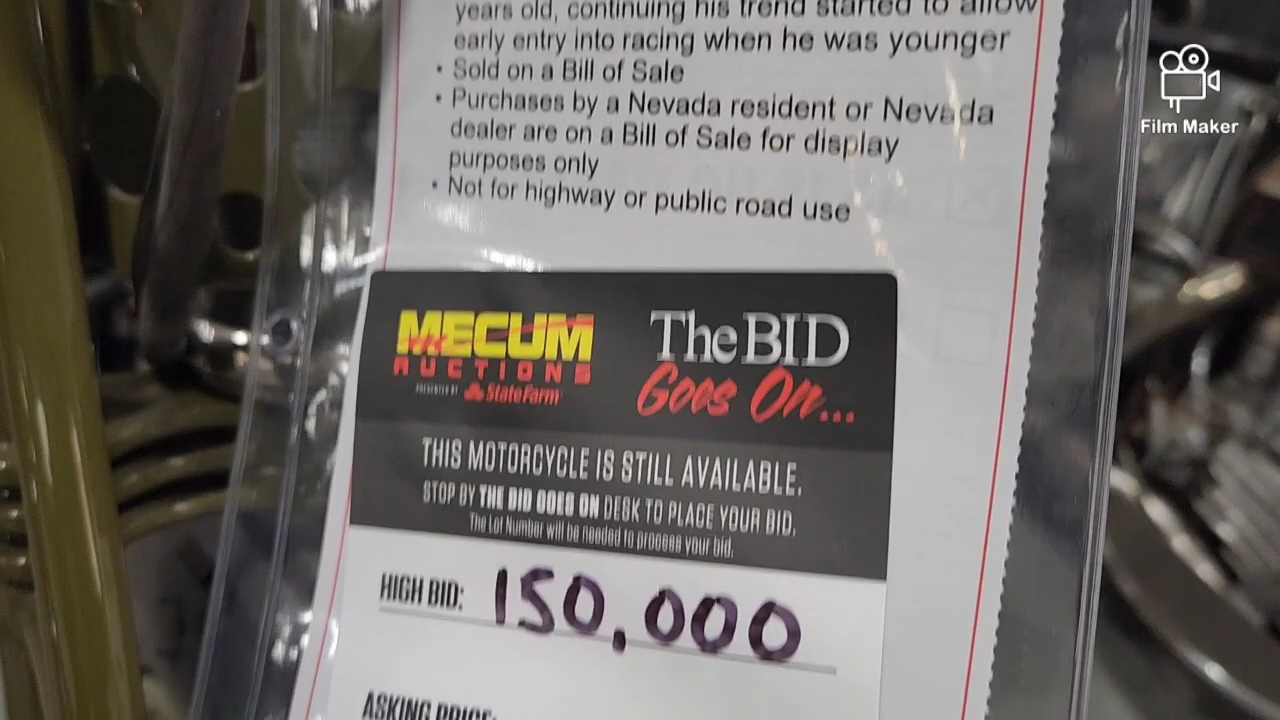 years old, continuing his trend started to allow
early entry into racing when he was younger
• Sold on a Bill of Sale
• Purchases by a Nevada resident or Nevada
dealer are on a Bill of Sale for display
purposes only
• Not for highway or public road use
Film Maker
MECUM
AUCTIONS
PRESENTED BY StateFarm
The BID
Goes On...
THIS MOTORCYCLE IS STILL AVAILABLE.
STOP BY THE BID GOES ON DESK TO PLACE YOUR BID.
The Lot Number will be needed to process your bid.
HIGH BID: 150,000
ASKING PRICE: